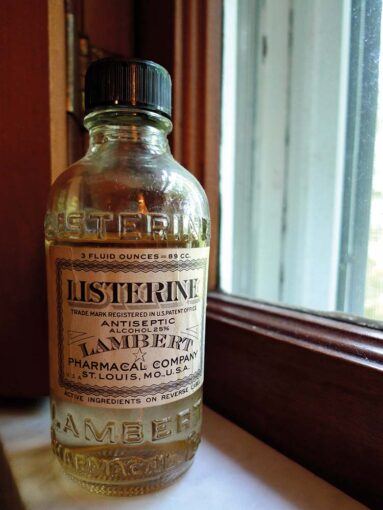 LISTERINE
3 FLUID OUNCES = 89 CC.
LISTERINE
TRADE MARK REGISTERED IN U.S. PATENT OFFICE
ANTISEPTIC
ALCOHOL 25%
LAMBERT
PHARMACAL COMPANY
ST. LOUIS, MO., U.S.A.
ACTIVE INGREDIENTS ON REVERSE
LAMBERT
PHARMACAL